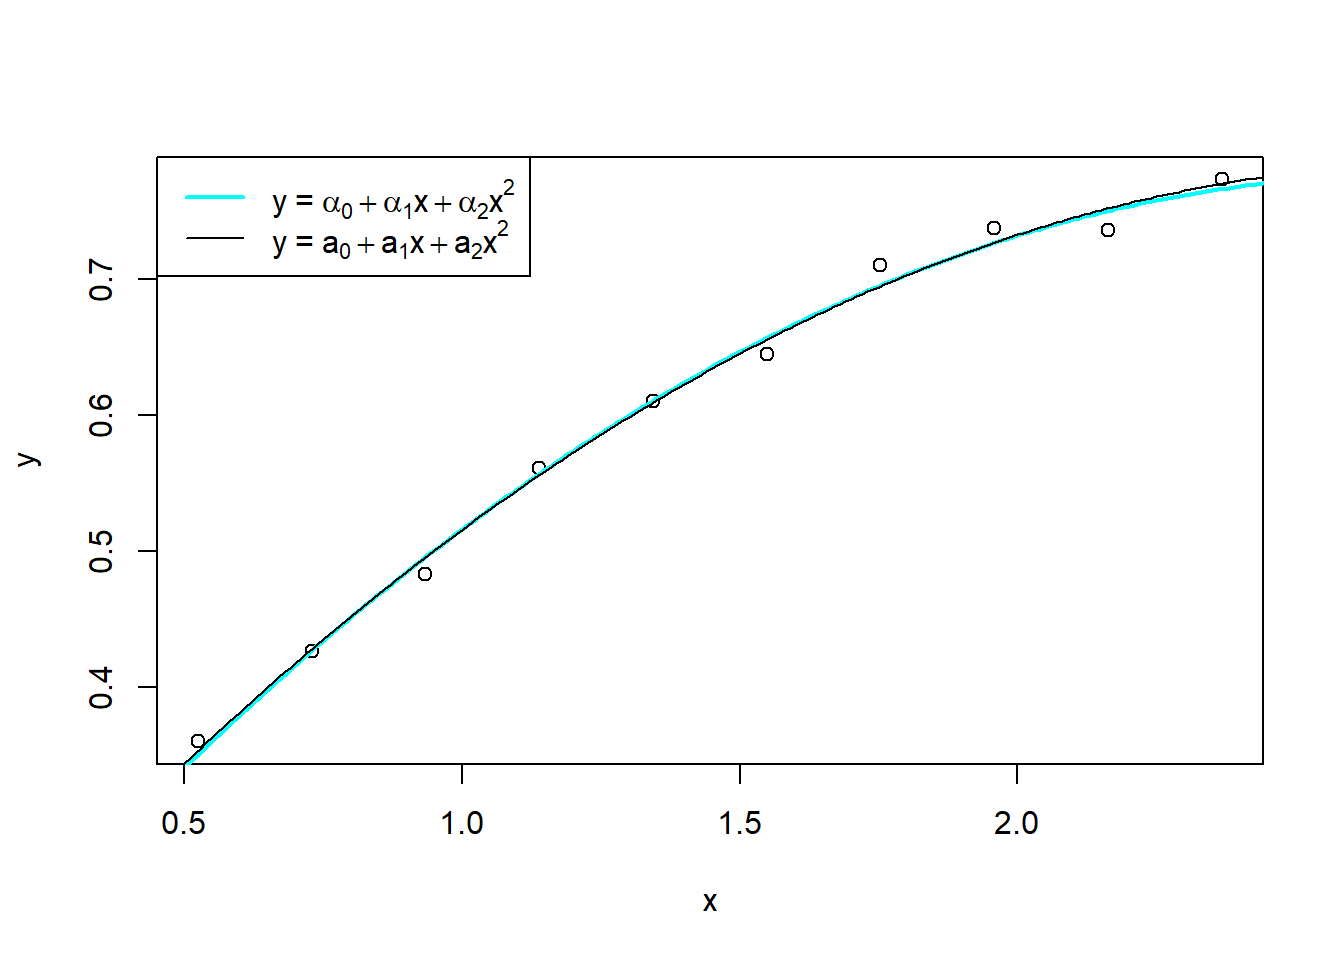 y = α₀ + α₁x + α₂x²
y = a₀ + a₁x + a₂x²
0.7
0.6
0.5
0.4
y
0.5 1.0 1.5 2.0
x